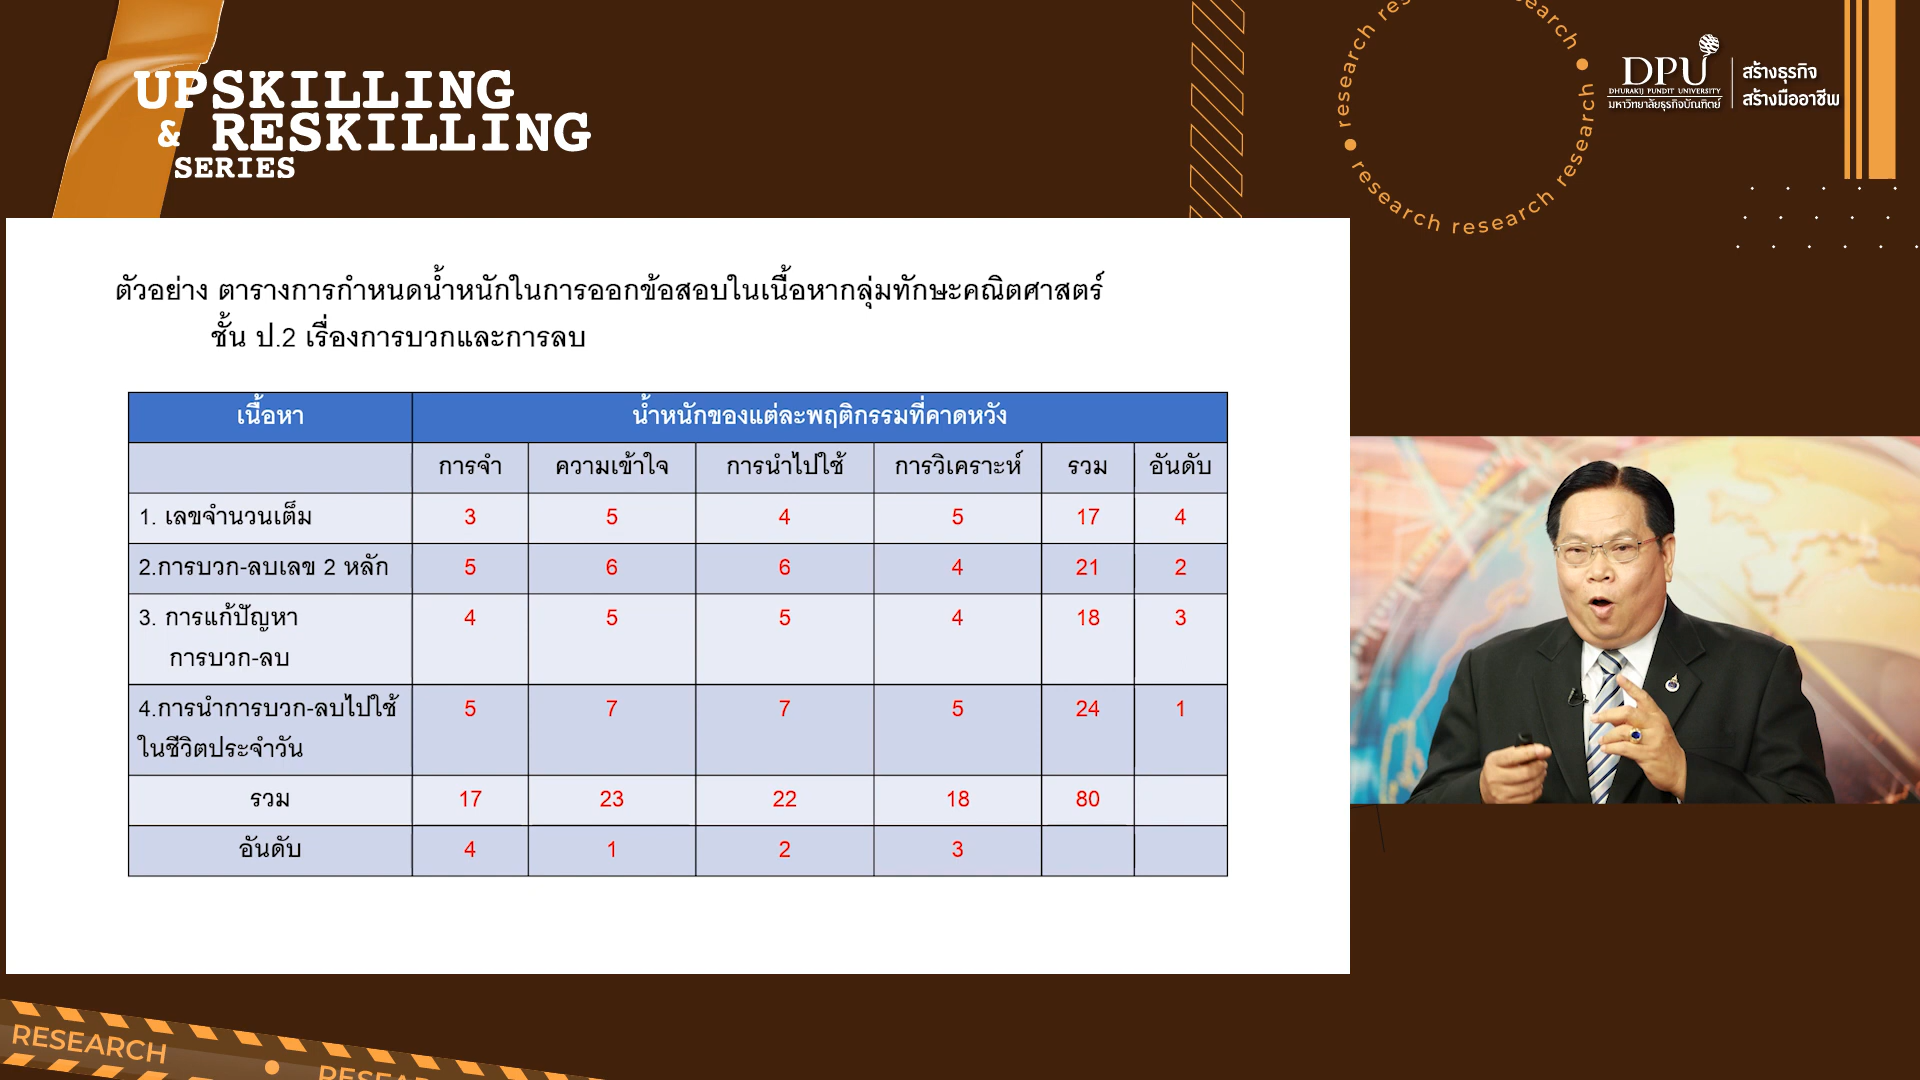 UPSKILLING
& RESKILLING
SERIES
research research research research research
DPU
DHURAKIJ PUNDIT UNIVERSITY
มหาวิทยาลัยธุรกิจบัณฑิตย์
สร้างธุรกิจ
สร้างมืออาชีพ
ตัวอย่าง ตารางการกำหนดน้ำหนักในการออกข้อสอบในเนื้อหากลุ่มทักษะคณิตศาสตร์
ชั้น ป.2 เรื่องการบวกและการลบ
เนื้อหา น้ำหนักของแต่ละพฤติกรรมที่คาดหวัง
การจำ ความเข้าใจ การนำไปใช้ การวิเคราะห์ รวม อันดับ
1. เลขจำนวนเต็ม 3 5 4 5 17 4
2.การบวก-ลบเลข 2 หลัก 5 6 6 4 21 2
3. การแก้ปัญหา 4 5 5 4 18 3
การบวก-ลบ
4.การนำการบวก-ลบไปใช้ 5 7 7 5 24 1
ในชีวิตประจำวัน
รวม 17 23 22 18 80
อันดับ 4 1 2 3
RESEARCH